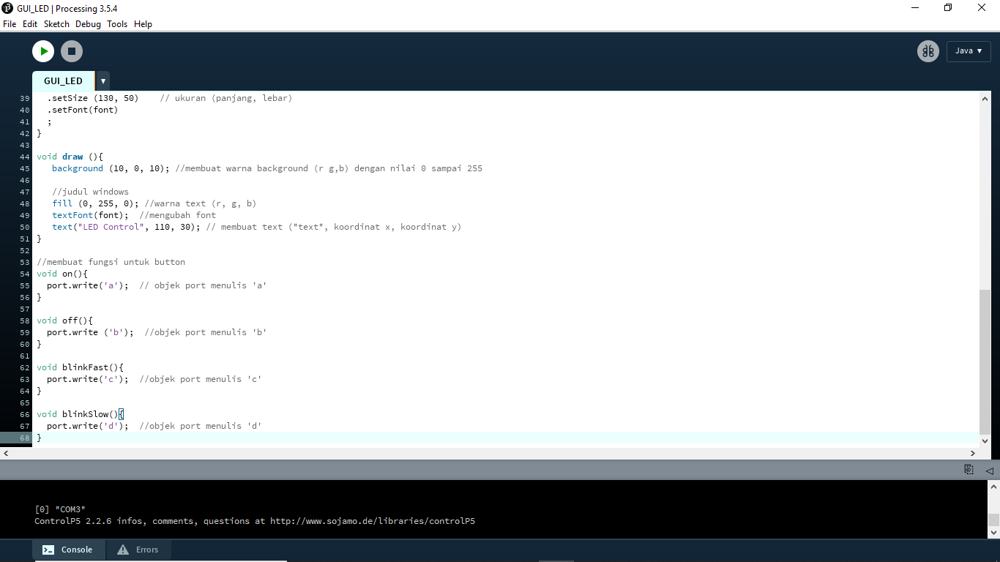 GUI_LED | Processing 3.5.4
File Edit Sketch Debug Tools Help
Java ▼
GUI_LED ▼
39 .setSize (130, 50) // ukuran (panjang, lebar)
40 .setFont(font)
41 ;
42 }
43
44 void draw (){
45 background (10, 0, 10); //membuat warna background (r g,b) dengan nilai 0 sampai 255
46
47 //judul windows
48 fill (0, 255, 0); //warna text (r, g, b)
49 textFont(font); //mengubah font
50 text("LED Control", 110, 30); // membuat text ("text", koordinat x, koordinat y)
51 }
52
53 //membuat fungsi untuk button
54 void on(){
55 port.write('a'); // objek port menulis 'a'
56 }
57
58 void off(){
59 port.write ('b'); //objek port menulis 'b'
60 }
61
62 void blinkFast(){
63 port.write('c'); //objek port menulis 'c'
64 }
65
66 void blinkSlow(){
67 port.write('d'); //objek port menulis 'd'
68 }
[0] "COM3"
ControlP5 2.2.6 infos, comments, questions at http://www.sojamo.de/libraries/controlP5
Console Errors